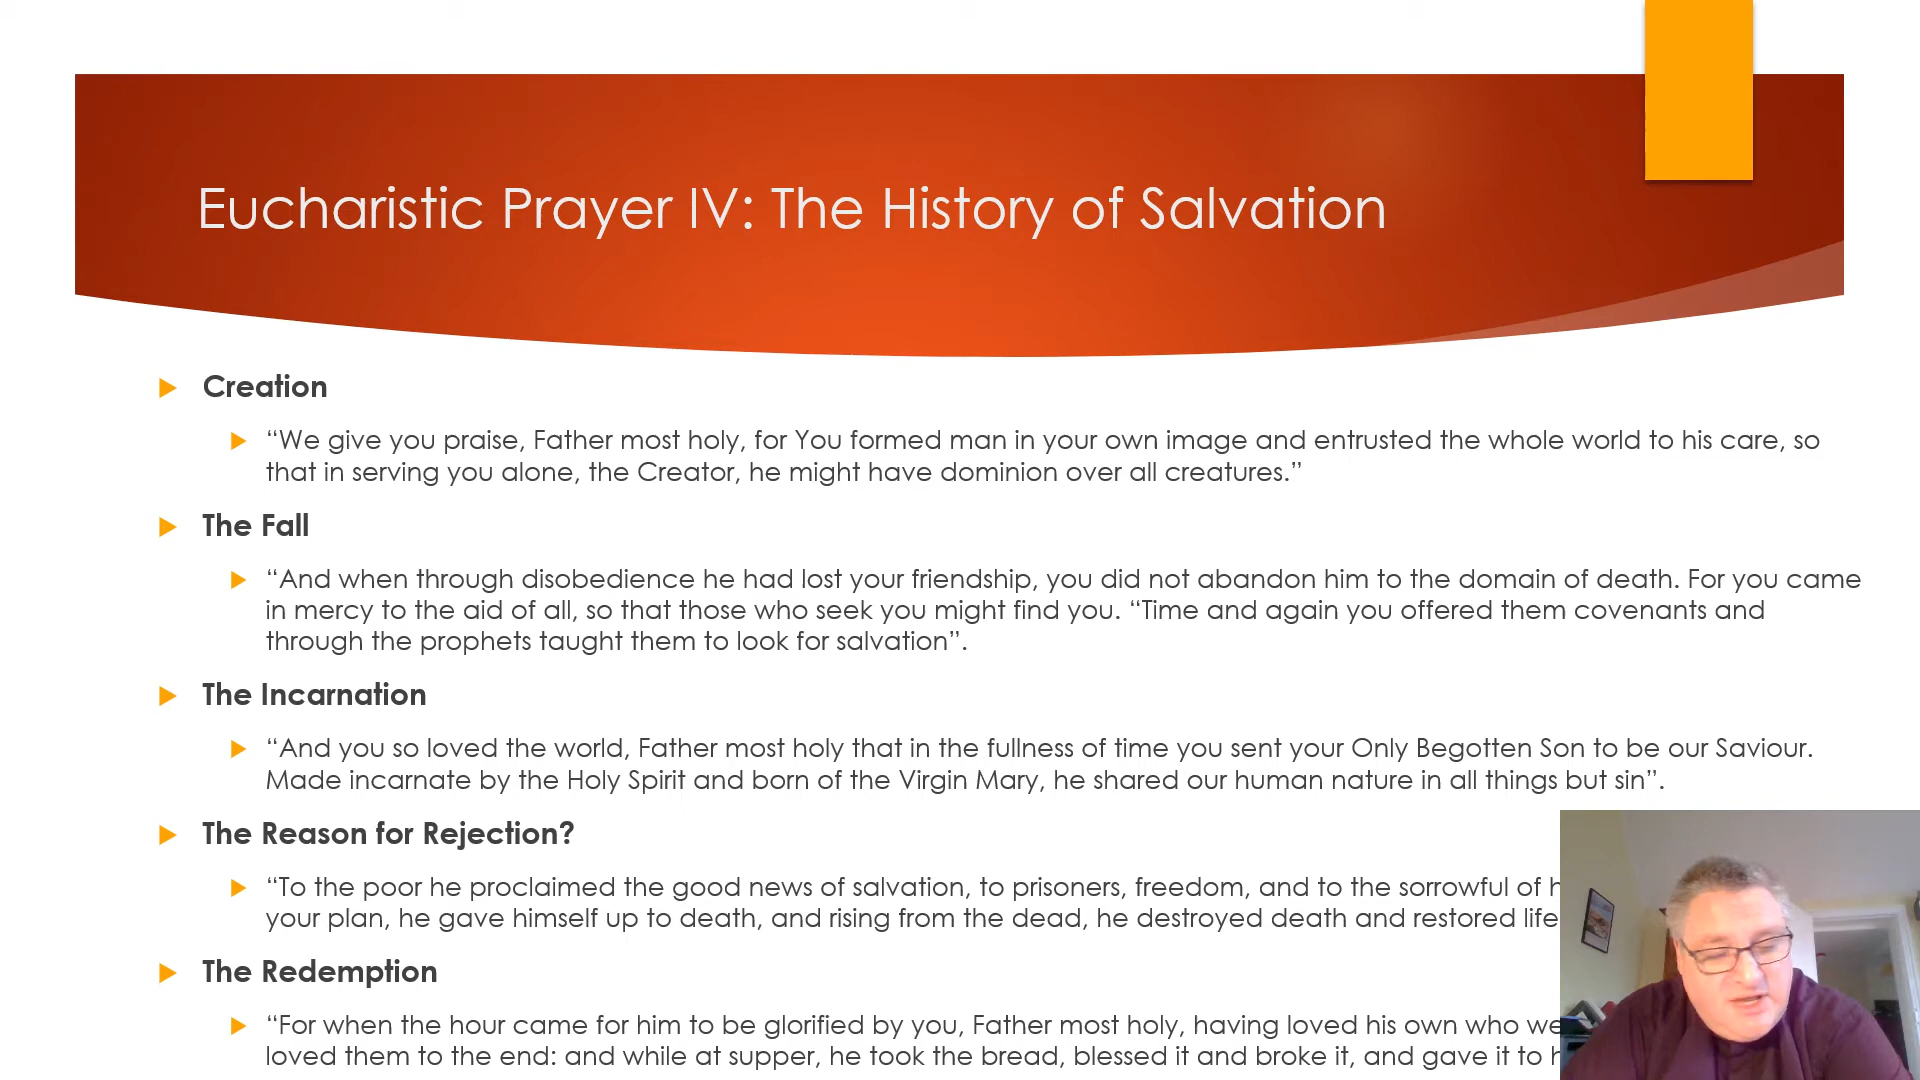 Eucharistic Prayer IV: The History of Salvation
Creation
“We give you praise, Father most holy, for You formed man in your own image and entrusted the whole world to his care, so
that in serving you alone, the Creator, he might have dominion over all creatures.”
The Fall
“And when through disobedience he had lost your friendship, you did not abandon him to the domain of death. For you came
in mercy to the aid of all, so that those who seek you might find you. “Time and again you offered them covenants and
through the prophets taught them to look for salvation”.
The Incarnation
“And you so loved the world, Father most holy that in the fullness of time you sent your Only Begotten Son to be our Saviour.
Made incarnate by the Holy Spirit and born of the Virgin Mary, he shared our human nature in all things but sin”.
The Reason for Rejection?
“To the poor he proclaimed the good news of salvation, to prisoners, freedom, and to the sorrowful of
your plan, he gave himself up to death, and rising from the dead, he destroyed death and restored life
The Redemption
“For when the hour came for him to be glorified by you, Father most holy, having loved his own who
loved them to the end: and while at supper, he took the bread, blessed it and broke it, and gave it to